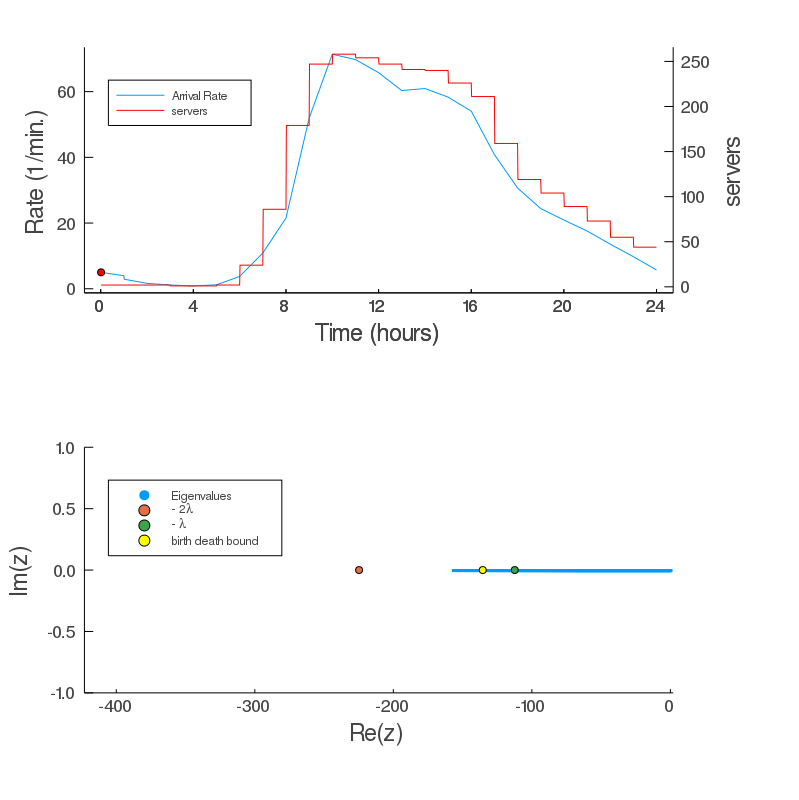 Rate (1/min.)
60
40
20
0
Arrival Rate
servers
250
200
150
100
50
0
servers
0 4 8 12 16 20 24
Time (hours)
Im(z)
1.0
0.5
0.0
-0.5
-1.0
Eigenvalues
- 2λ
- λ
birth death bound
-400 -300 -200 -100 0
Re(z)